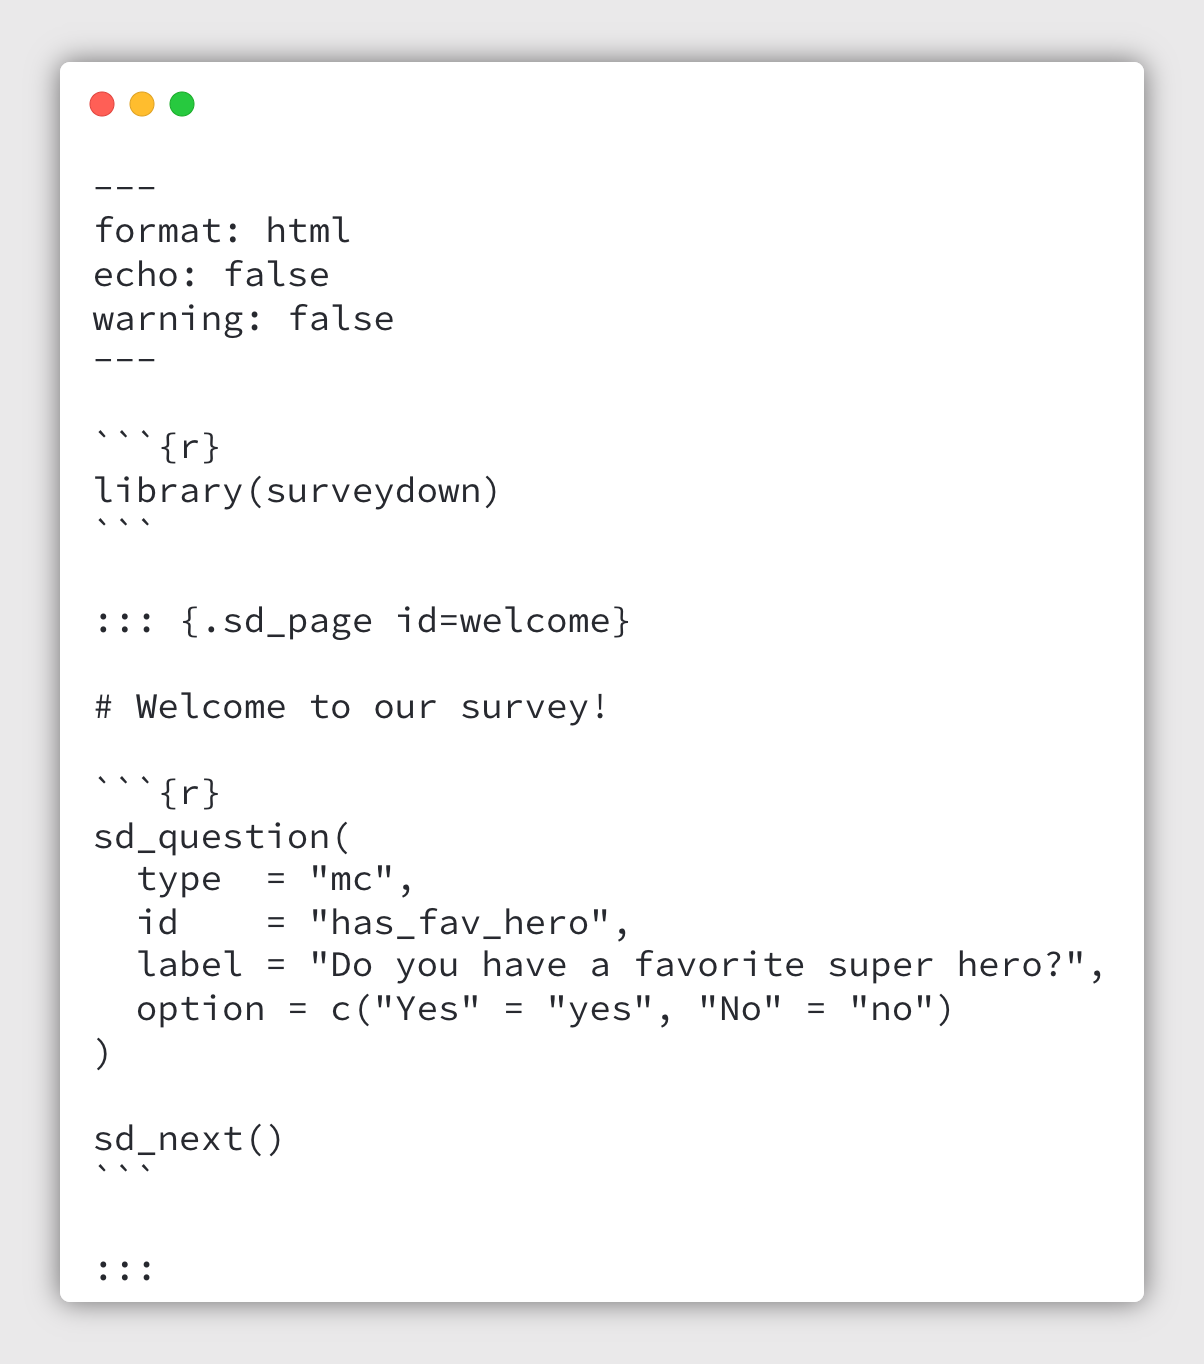 ---
format: html
echo: false
warning: false
---

```{r}
library(surveydown)
```

::: {.sd_page id=welcome}

# Welcome to our survey!

```{r}
sd_question(
  type  = "mc",
  id    = "has_fav_hero",
  label = "Do you have a favorite super hero?",
  option = c("Yes" = "yes", "No" = "no")
)

sd_next()
```

:::